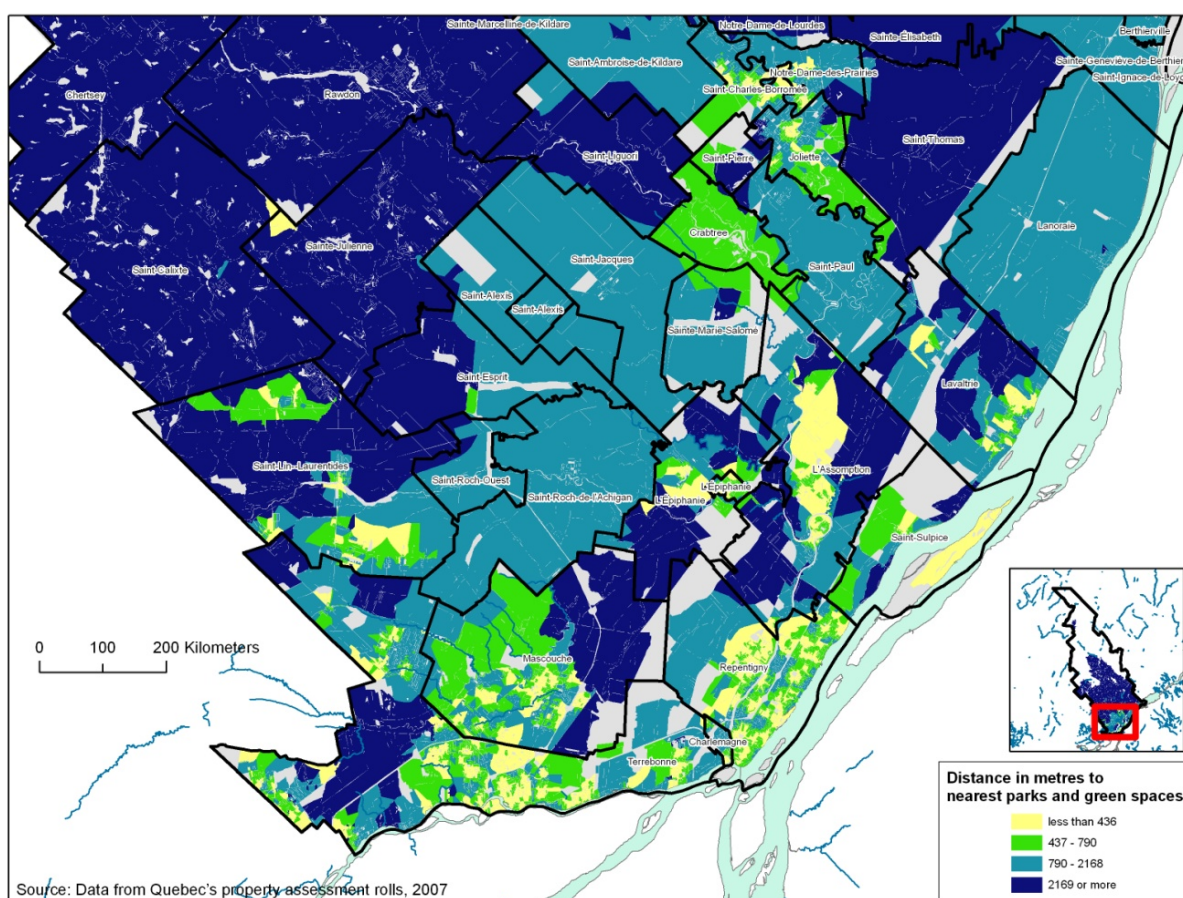 Sainte-Marcelline-de-Kildare
Notre-Dame-de-Lourdes
Sainte-Élisabeth
Berthierville
Sainte-Geneviève-de-Berthier
Saint-Ignace-de-Loyo
Saint-Ambroise-de-Kildare
Notre-Dame-des-Prairies
Saint-Charles-Borromée
Chertsey
Rawdon
Saint-Thomas
Saint-Liguori
Saint-Pierre
Joliette
Lanoraie
Crabtree
Sainte-Julienne
Saint-Calixte
Saint-Jacques
Saint-Paul
Saint-Alexis
Saint-Alexis
Sainte-Marie-Salomé
Saint-Esprit
Lavaltrie
Saint-Lin--Laurentides
L'Assomption
Saint-Roch-Ouest
L'Épiphanie
Saint-Roch-de-l'Achigan
L'Épiphanie
Saint-Sulpice
0 100 200 Kilometers
Mascouche
Repentigny
Charlemagne
Terrebonne
Distance in metres to
nearest parks and green spaces
less than 436
437 - 790
790 - 2168
2169 or more
Source: Data from Quebec's property assessment rolls, 2007